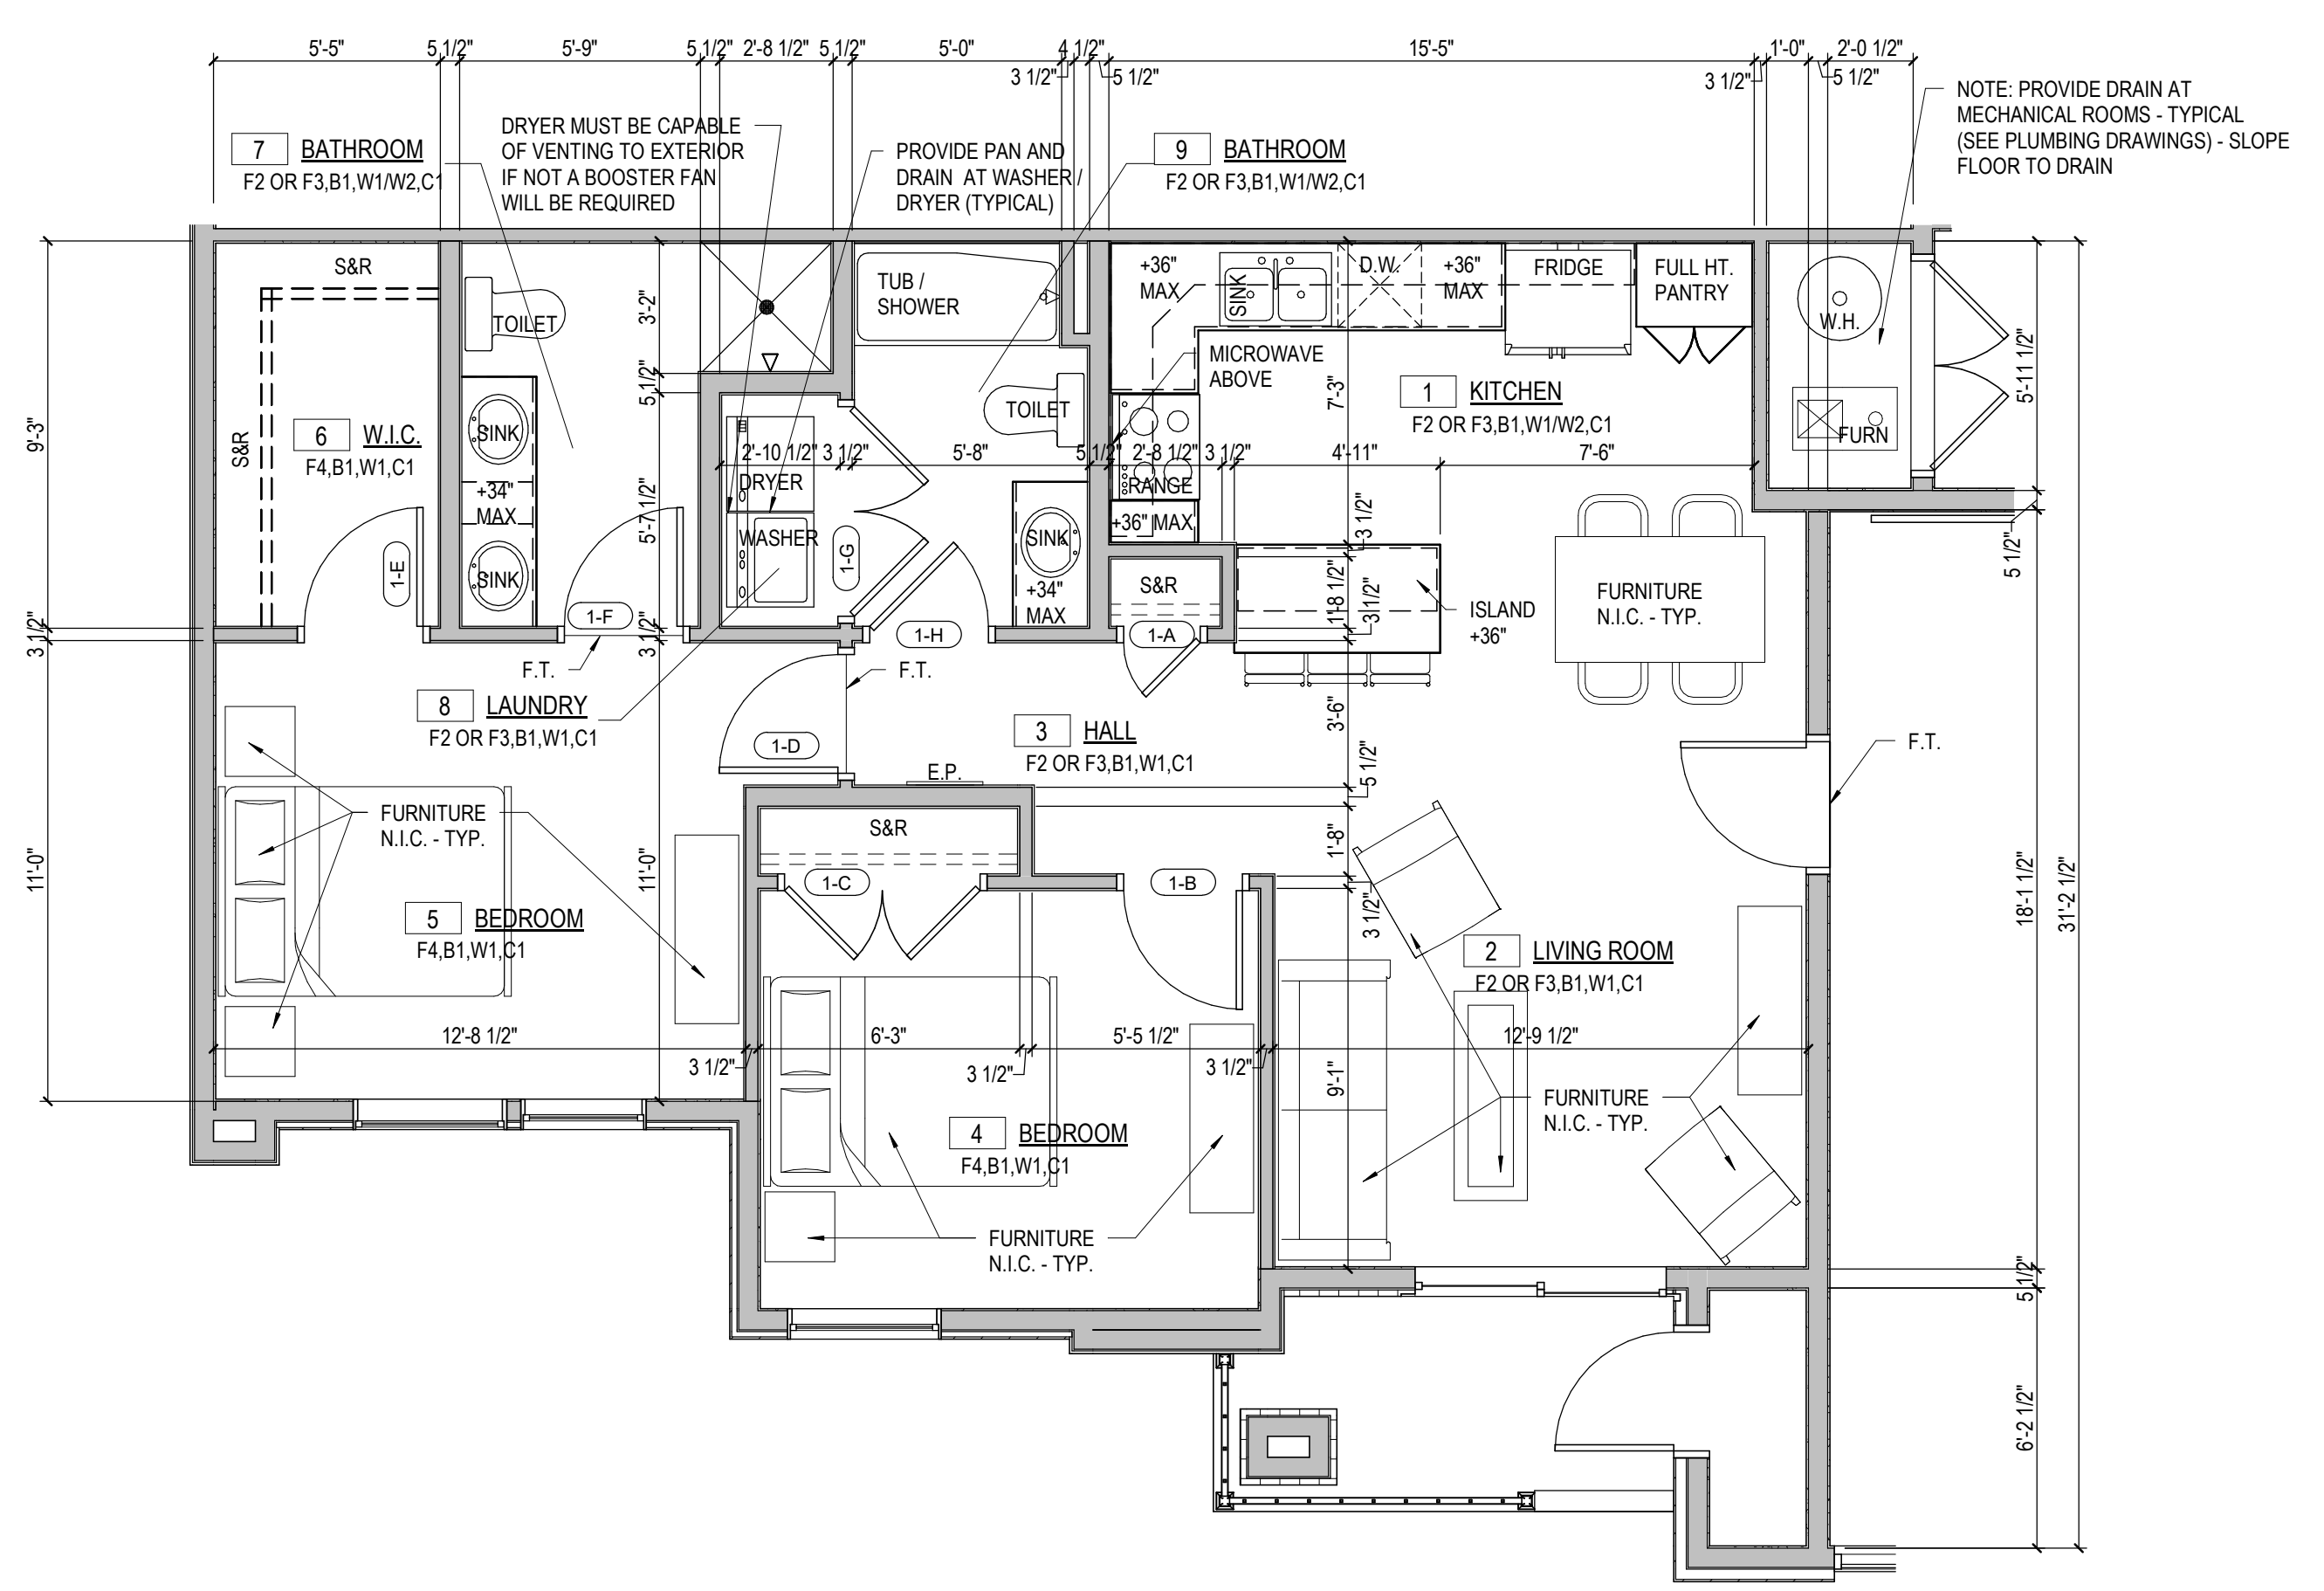 5'-5"
5 1/2"
5'-9"
5 1/2"
2'-8 1/2"
5 1/2"
5'-0"
4 1/2"
15'-5"
1'-0"
2'-0 1/2"
3 1/2"
5 1/2"
3 1/2"
5 1/2"
NOTE: PROVIDE DRAIN AT
MECHANICAL ROOMS - TYPICAL
(SEE PLUMBING DRAWINGS) - SLOPE
FLOOR TO DRAIN
7 BATHROOM
F2 OR F3,B1,W1/W2,C1
DRYER MUST BE CAPABLE
OF VENTING TO EXTERIOR
IF NOT A BOOSTER FAN
WILL BE REQUIRED
PROVIDE PAN AND
DRAIN AT WASHER /
DRYER (TYPICAL)
9 BATHROOM
F2 OR F3,B1,W1/W2,C1
S&R
S&R
TOILET
3'-2"
TUB /
SHOWER
+36"
MAX
SINK
D.W.
+36"
MAX
FRIDGE
FULL HT.
PANTRY
W.H.
FURN
5'-11 1/2"
9'-3"
6 W.I.C.
F4,B1,W1,C1
SINK
+34"
MAX
SINK
5 1/2"
5'-7 1/2"
3 1/2"
TOILET
MICROWAVE
ABOVE
7'-3"
1 KITCHEN
F2 OR F3,B1,W1/W2,C1
2'-10 1/2"
3 1/2"
5'-8"
5 1/2"
2'-8 1/2"
3 1/2"
4'-11"
7'-6"
DRYER
WASHER
RANGE
+36" MAX
SINK
+34"
MAX
S&R
3 1/2"
1'-8 1/2"
3 1/2"
ISLAND
+36"
FURNITURE
N.I.C. - TYP.
5 1/2"
1-E
1-F
1-G
1-H
1-A
3 1/2"
F.T.
F.T.
8 LAUNDRY
F2 OR F3,B1,W1,C1
1-D
3 HALL
F2 OR F3,B1,W1,C1
E.P.
3'-6"
5 1/2"
F.T.
FURNITURE
N.I.C. - TYP.
11'-0"
11'-0"
S&R
1-C
1-B
1'-8"
3 1/2"
18'-1 1/2"
31'-2 1/2"
5 BEDROOM
F4,B1,W1,C1
2 LIVING ROOM
F2 OR F3,B1,W1,C1
12'-8 1/2"
3 1/2"
6'-3"
3 1/2"
5'-5 1/2"
3 1/2"
12'-9 1/2"
9'-1"
4 BEDROOM
F4,B1,W1,C1
FURNITURE
N.I.C. - TYP.
FURNITURE
N.I.C. - TYP.
5 1/2"
6'-2 1/2"